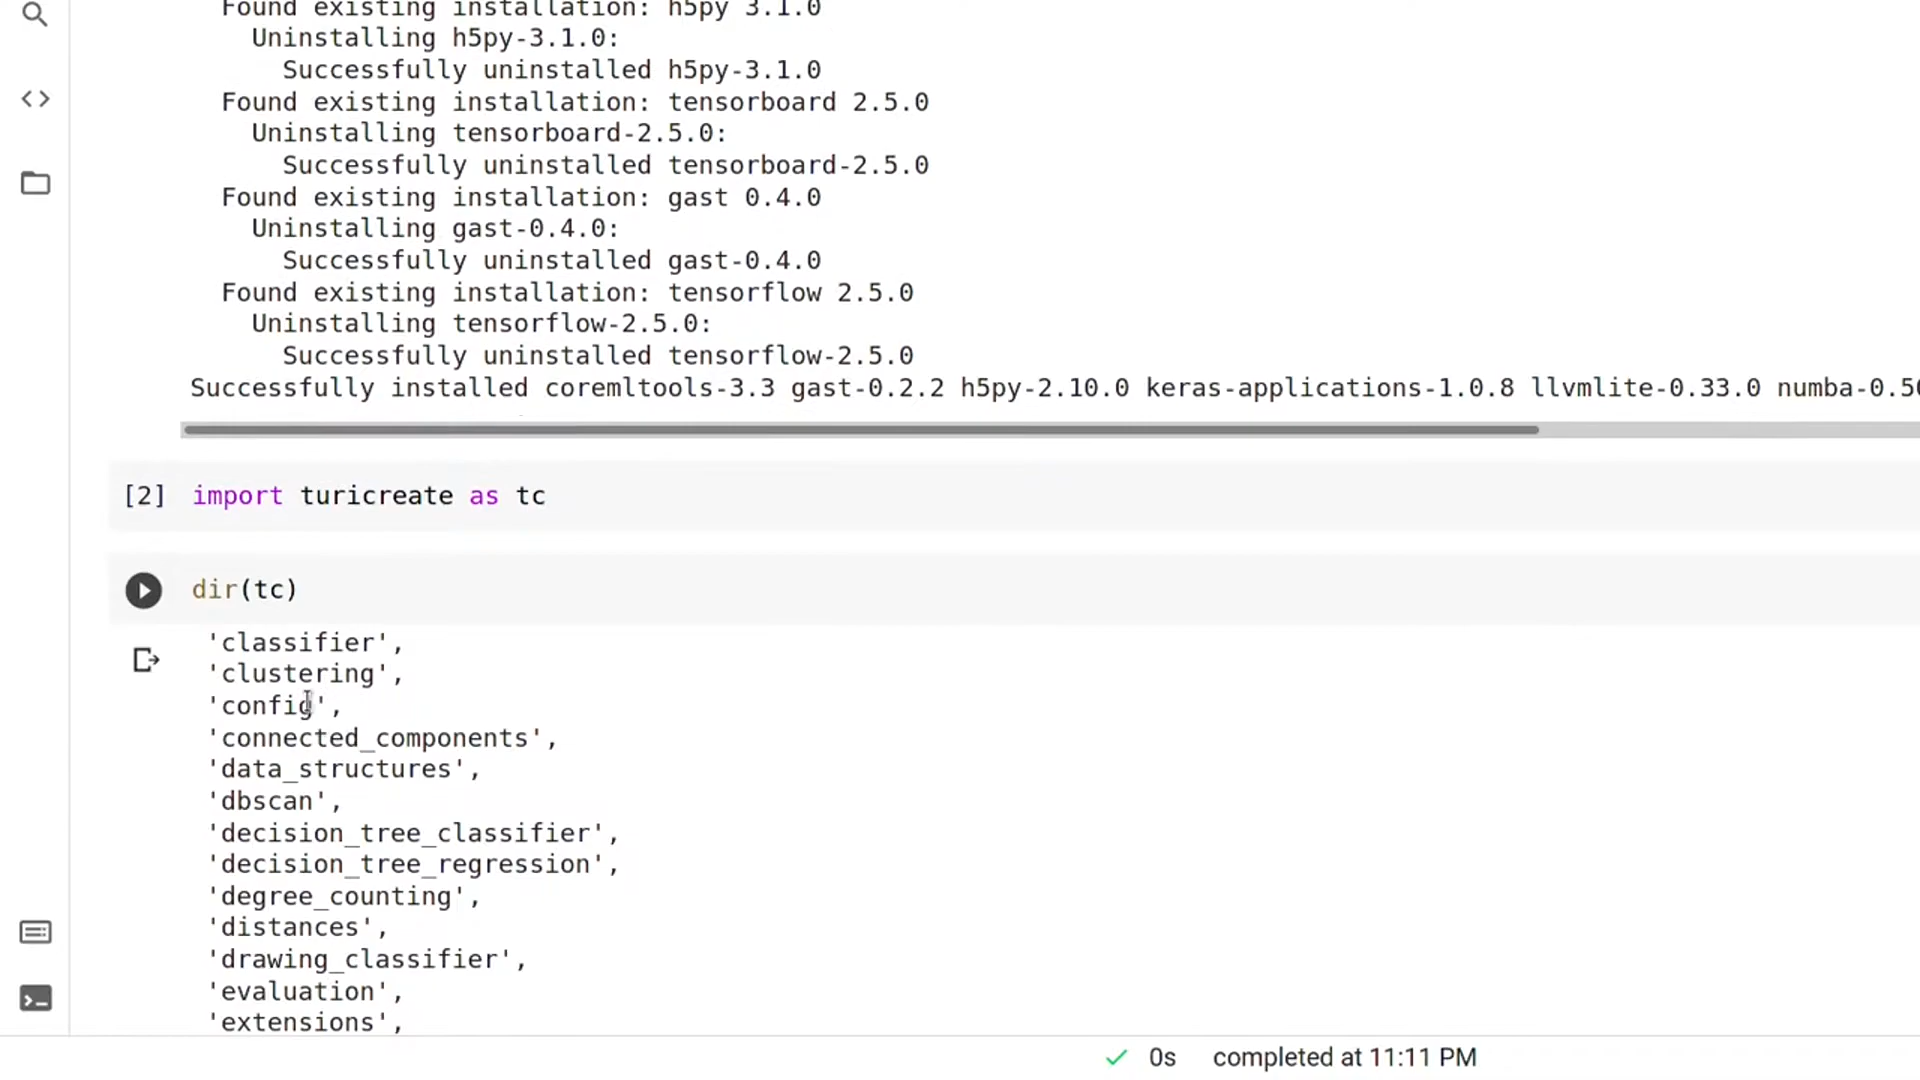 Found existing installation: h5py 3.1.0
Uninstalling h5py-3.1.0:
Successfully uninstalled h5py-3.1.0
Found existing installation: tensorboard 2.5.0
Uninstalling tensorboard-2.5.0:
Successfully uninstalled tensorboard-2.5.0
Found existing installation: gast 0.4.0
Uninstalling gast-0.4.0:
Successfully uninstalled gast-0.4.0
Found existing installation: tensorflow 2.5.0
Uninstalling tensorflow-2.5.0:
Successfully uninstalled tensorflow-2.5.0
Successfully installed coremltools-3.3 gast-0.2.2 h5py-2.10.0 keras-applications-1.0.8 llvmlite-0.33.0
[2] import turicreate as tc
dir(tc)
'classifier',
'clustering',
'config',
'connected_components',
'data_structures',
'dbscan',
'decision_tree_classifier',
'decision_tree_regression',
'degree_counting',
'distances',
'drawing_classifier',
'evaluation',
'extensions',
0s completed at 11:11 PM